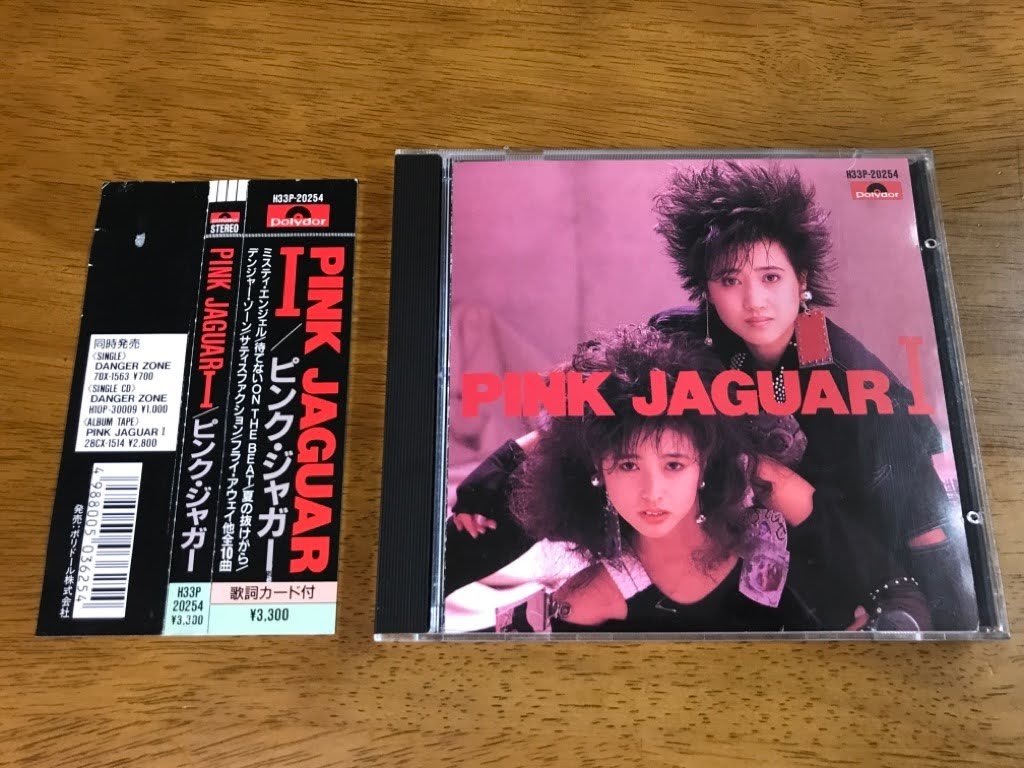 同時発売
〈SINGLE〉
DANGER ZONE
7DX-1563 ¥700
〈SINGLE CD〉
DANGER ZONE
H10P-30009 ¥1,000
〈ALBUM TAPE〉
PINK JAGUAR I
28CX-1514 ¥2,800
4988005036254
発売:ポリドール株式会社
polydor
STEREO
PINK JAGUAR I/ピンク・ジャガー
H33P
20254
¥3,300
H33P-20254
polydor
PINK JAGUAR
I/ピンク・ジャガー
ミスティ・エンジェル/待てないON THE BEAT/夏の抜けがら/
デンジャー・ゾーン/サティスファクション/フライ・アウェイ他全10曲
歌詞カード付
¥3,300
H33P-20254
polydor
PINK JAGUAR I